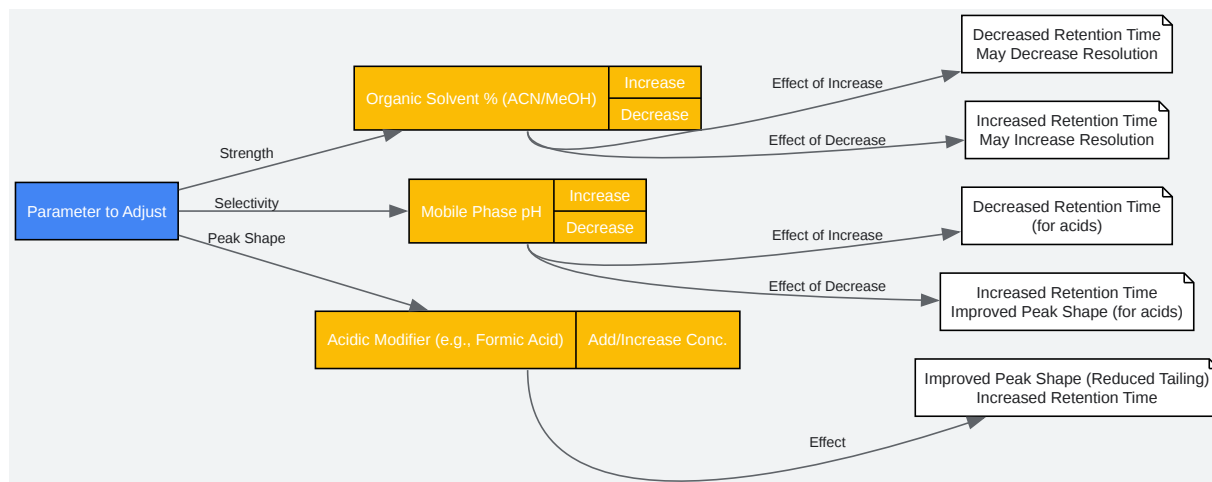 Parameter to Adjust
Strength
Selectivity
Peak Shape
Organic Solvent % (ACN/MeOH)
Increase
Decrease
Effect of Increase
Decreased Retention Time
May Decrease Resolution
Effect of Decrease
Increased Retention Time
May Increase Resolution
Mobile Phase pH
Increase
Decrease
Effect of Increase
Decreased Retention Time
(for acids)
Effect of Decrease
Increased Retention Time
Improved Peak Shape (for acids)
Acidic Modifier (e.g., Formic Acid)
Add/Increase Conc.
Effect
Improved Peak Shape (Reduced Tailing)
Increased Retention Time